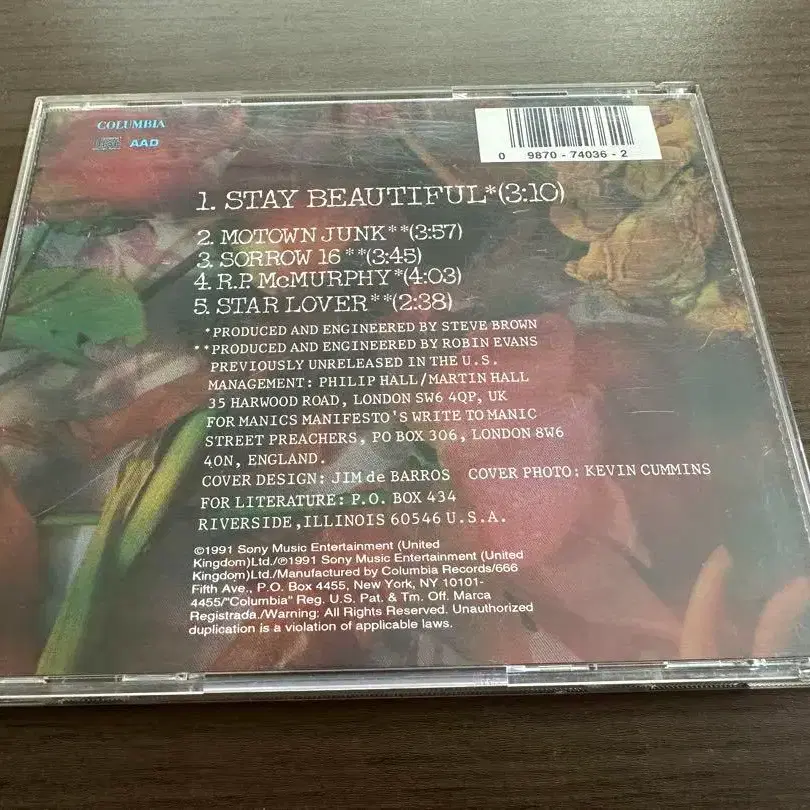 COLUMBIA
AAD
0 9870 - 74036 - 2
1. STAY BEAUTIFUL*(3:10)
2. MOTOWN JUNK**(3:57)
3. SORROW 16**(3:45)
4. R.P. McMURPHY*(4:03)
5. STAR LOVER**(2:38)
*PRODUCED AND ENGINEERED BY STEVE BROWN
**PRODUCED AND ENGINEERED BY ROBIN EVANS
PREVIOUSLY UNRELEASED IN THE U.S.
MANAGEMENT: PHILIP HALL/MARTIN HALL
35 HARWOOD ROAD, LONDON SW6 4QP, UK
FOR MANICS MANIFESTO'S WRITE TO MANIC
STREET PREACHERS, PO BOX 306, LONDON 8W6
4ON, ENGLAND.
COVER DESIGN: JIM de BARROS COVER PHOTO: KEVIN CUMMINS
FOR LITERATURE: P.O. BOX 434
RIVERSIDE, ILLINOIS 60546 U.S.A.
©1991 Sony Music Entertainment (United
Kingdom)Ltd./℗1991 Sony Music Entertainment (United
Kingdom)Ltd./Manufactured by Columbia Records/666
Fifth Ave., P.O. Box 4455, New York, NY 10101-
4455/"Columbia" Reg. U.S. Pat. & Tm. Off. Marca
Registrada./Warning: All Rights Reserved. Unauthorized
duplication is a violation of applicable laws.